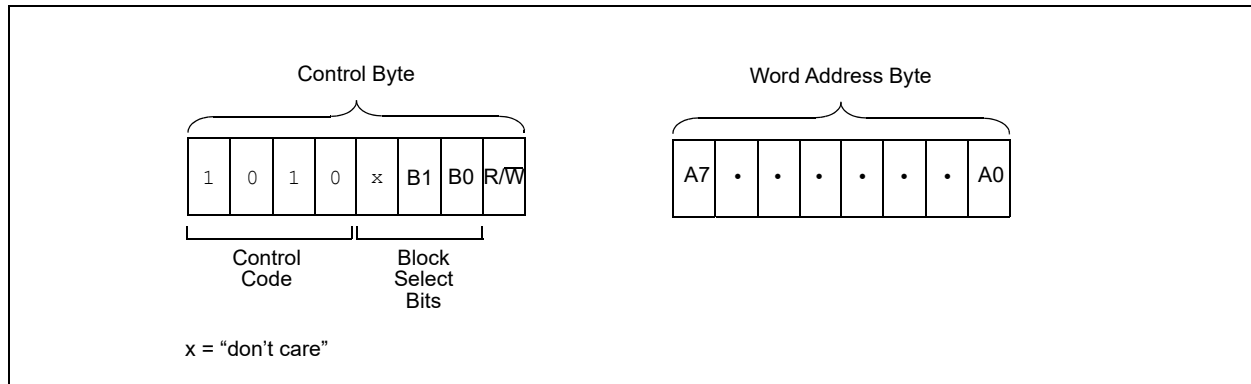 Control Byte
Word Address Byte
1 0 1 0 x B1 B0 R/W̅
A7 • • • • • • A0
Control
Code
Block
Select
Bits
x = “don’t care”